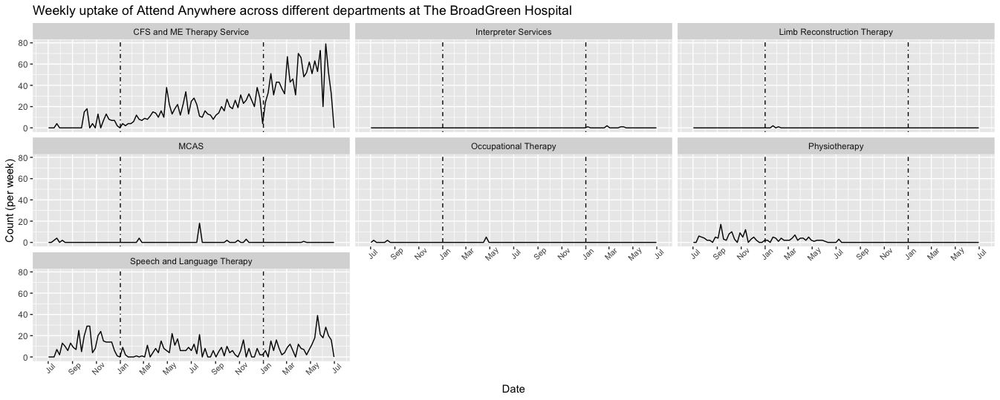 Weekly uptake of Attend Anywhere across different departments at The BroadGreen Hospital
CFS and ME Therapy Service
Interpreter Services
Limb Reconstruction Therapy
80
60
40
20
0
MCAS
Occupational Therapy
Physiotherapy
80
60
40
20
0
Jul Sep Nov Jan Mar May Jul Sep Nov Jan Mar May Jul
Jul Sep Nov Jan Mar May Jul Sep Nov Jan Mar May Jul
Speech and Language Therapy
80
60
40
20
0
Jul Sep Nov Jan Mar May Jul Sep Nov Jan Mar May Jul
Count (per week)
Date